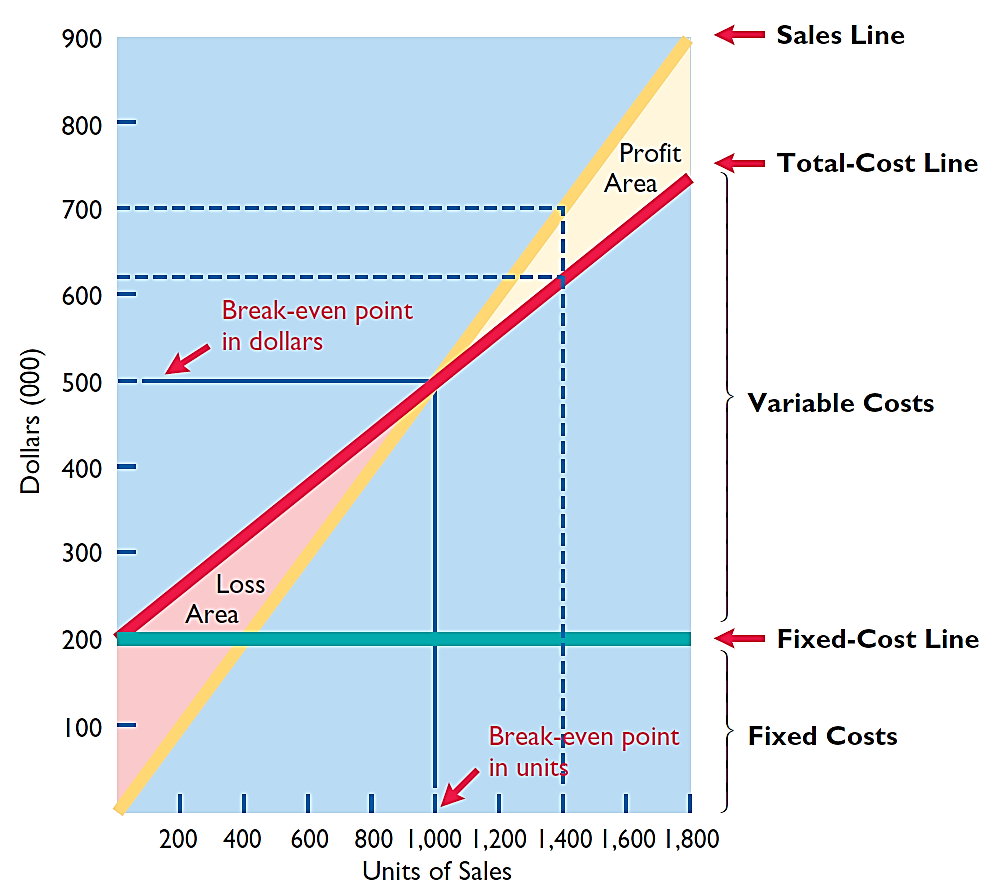 900
Sales Line
800
Profit
Area
Total-Cost Line
700
600
Break-even point
in dollars
500
Dollars (000)
Variable Costs
400
300
Loss
Area
200
Fixed-Cost Line
100
Break-even point
in units
Fixed Costs
200 400 600 800 1,000 1,200 1,400 1,600 1,800
Units of Sales